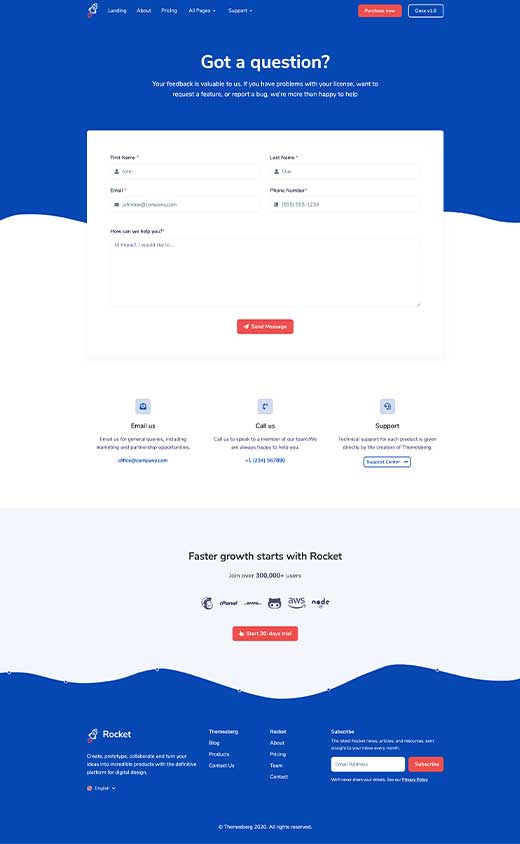 Landing About Pricing All Pages Support Purchase now Docs v1.0
Got a question?
Your feedback is valuable to us. If you have problems with your license, want to
request a feature, or report a bug, we're more than happy to help
First Name * Last Name *
John Doe
Email * Phone Number*
(555) 555-1234
How can we help you?*
Hi Impact, I would like to....
Send Message
Email us
Email us for general queries, including
marketing and partnership opportunities.
office@company.com
Call us
Call us to speak to a member of our team.We
are always happy to help you.
+1 (234) 567890
Support
Technical support for each product is given
directly by the creators of Themesberg.
Support Center
Faster growth starts with Rocket
Join over 300,000+ users
aws node
Start 30-days trial
Rocket
Create, prototype, collaborate and turn your
ideas into incredible products with the definitive
platform for digital design.
English
Themesberg
Blog
Products
Contact Us
Rocket
About
Pricing
Team
Contact
Subscribe
The latest Rocket news, articles, and resources, sent
straight to your inbox every month.
Email Address Subscribe
We'll never share your details. See our Privacy Policy
© Themesberg 2020. All rights reserved.